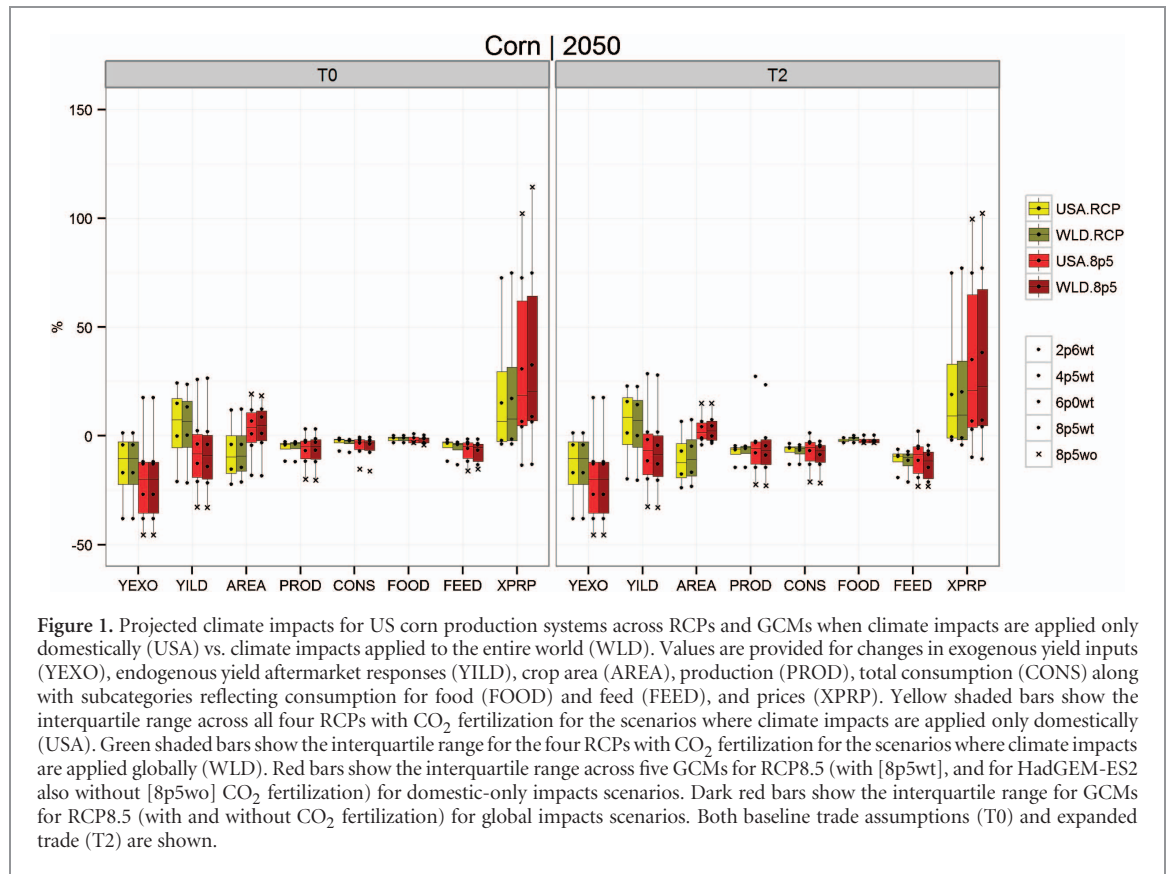 Corn | 2050
T0
T2
150
100
50
0
-50
%
YEXO YILD AREA PROD CONS FOOD FEED XPRP
YEXO YILD AREA PROD CONS FOOD FEED XPRP
USA.RCP
WLD.RCP
USA.8p5
WLD.8p5
2p6wt
4p5wt
6p0wt
8p5wt
8p5wo
Figure 1. Projected climate impacts for US corn production systems across RCPs and GCMs when climate impacts are applied only
domestically (USA) vs. climate impacts applied to the entire world (WLD). Values are provided for changes in exogenous yield inputs
(YEXO), endogenous yield aftermarket responses (YILD), crop area (AREA), production (PROD), total consumption (CONS) along
with subcategories reflecting consumption for food (FOOD) and feed (FEED), and prices (XPRP). Yellow shaded bars show the
interquartile range across all four RCPs with CO₂ fertilization for the scenarios where climate impacts are applied only domestically
(USA). Green shaded bars show the interquartile range for the four RCPs with CO₂ fertilization for the scenarios where climate impacts
are applied globally (WLD). Red bars show the interquartile range across five GCMs for RCP8.5 (with [8p5wt], and for HadGEM-ES2
also without [8p5wo] CO₂ fertilization) for domestic-only impacts scenarios. Dark red bars show the interquartile range for GCMs
for RCP8.5 (with and without CO₂ fertilization) for global impacts scenarios. Both baseline trade assumptions (T0) and expanded
trade (T2) are shown.